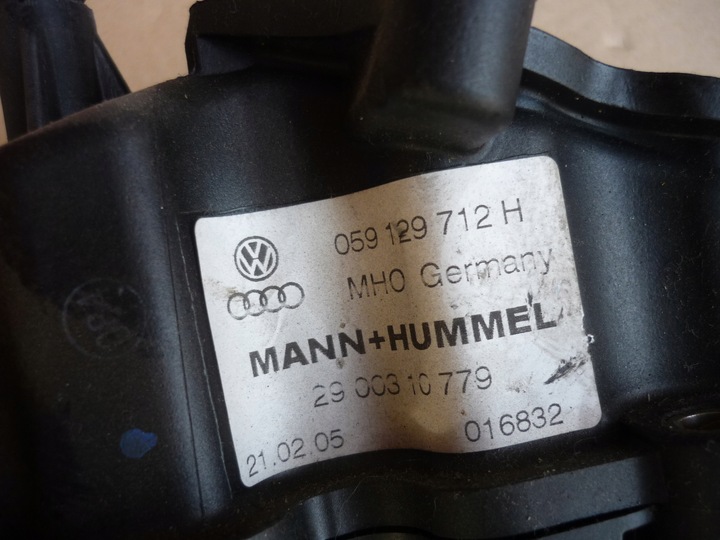 059 129 712 H
MHO Germany
MANN+HUMMEL
29 003 10 779
21.02.05 016832